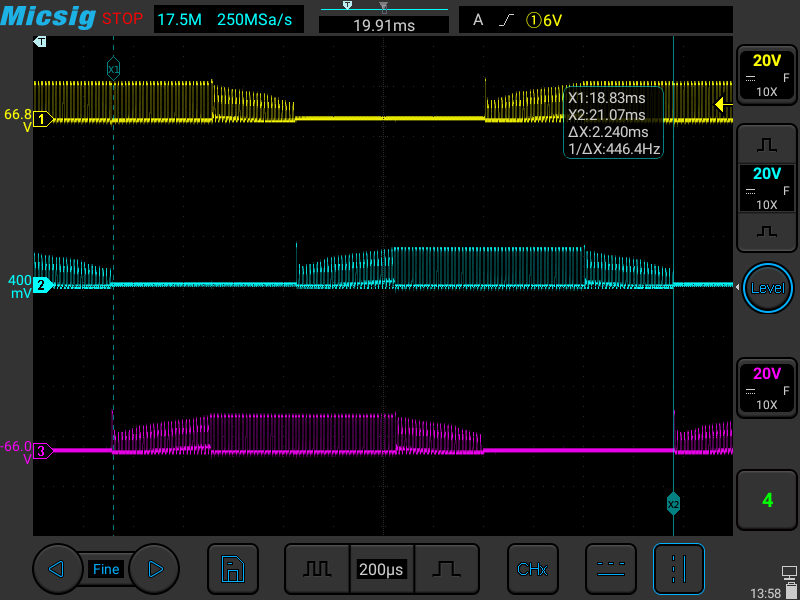 Micsig STOP 17.5M 250MSa/s 19.91ms A ①6V
T
T
X1
66.8
V
1
X1:18.83ms
X2:21.07ms
ΔX:2.240ms
1/ΔX:446.4Hz
20V
F
10X
20V
F
10X
400
mV
2
Level
20V
F
10X
-66.0
V
3
X2
4
Fine 200µs CHx
13:58